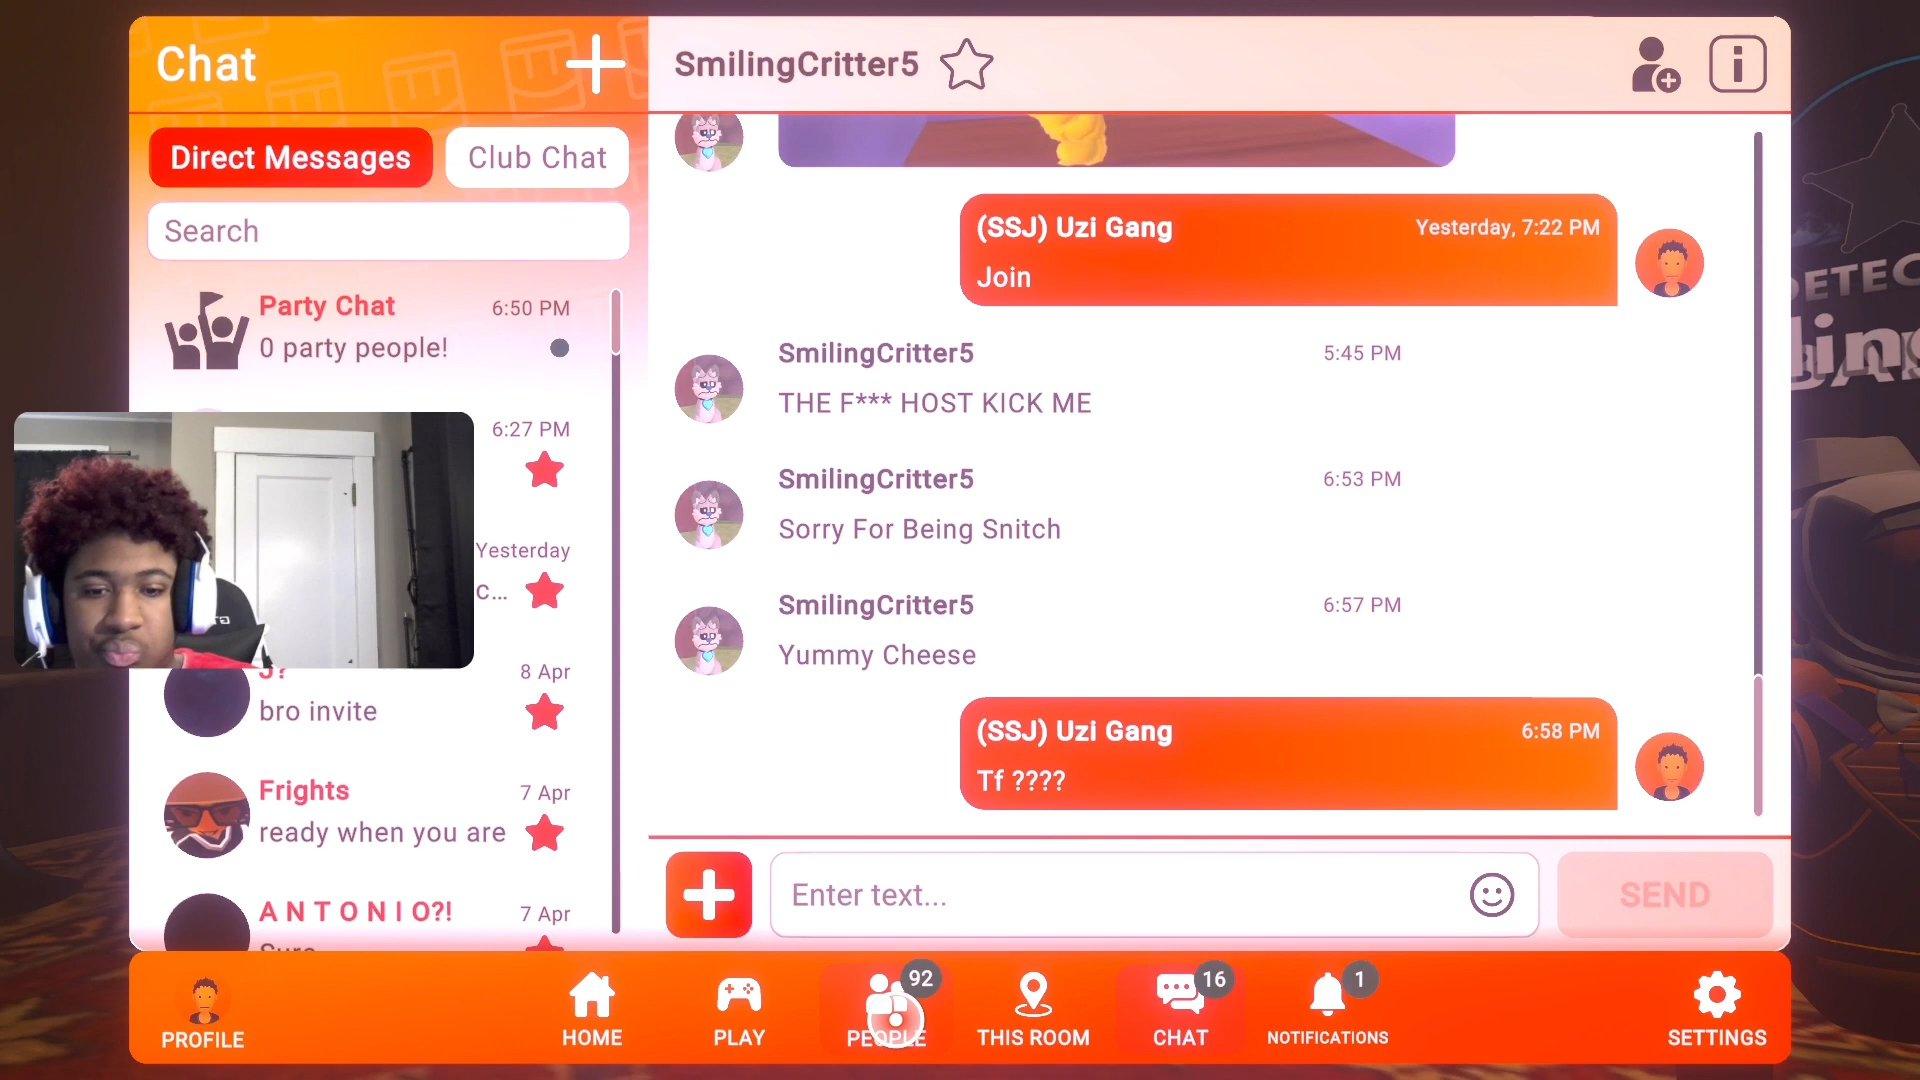 Chat
Direct Messages
Club Chat
Search
Party Chat
6:50 PM
0 party people!
6:27 PM
Yesterday
c...
8 Apr
bro invite
Frights
7 Apr
ready when you are
A N T O N I O?!
7 Apr
SmilingCritter5
(SSJ) Uzi Gang
Yesterday, 7:22 PM
Join
SmilingCritter5
5:45 PM
THE F*** HOST KICK ME
SmilingCritter5
6:53 PM
Sorry For Being Snitch
SmilingCritter5
6:57 PM
Yummy Cheese
(SSJ) Uzi Gang
6:58 PM
Tf ????
Enter text...
SEND
PROFILE
HOME
PLAY
92
PEOPLE
THIS ROOM
16
CHAT
1
NOTIFICATIONS
SETTINGS